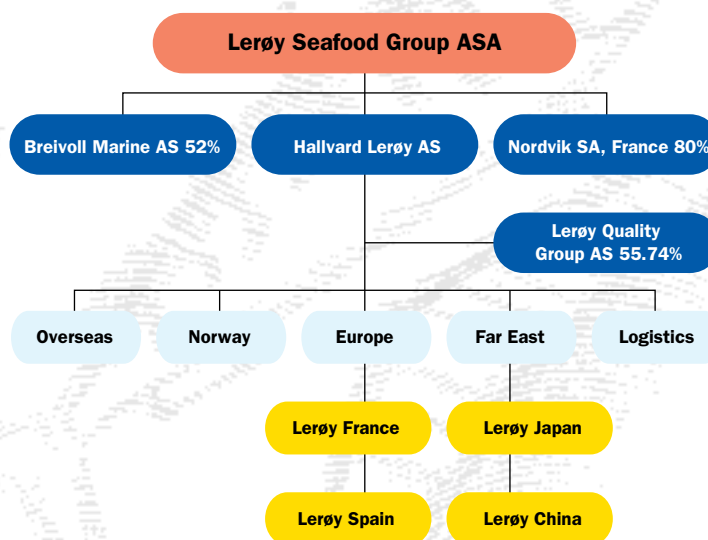 Lerøy Seafood Group ASA
Breivoll Marine AS 52%
Hallvard Lerøy AS
Nordvik SA, France 80%
Lerøy Quality
Group AS 55.74%
Overseas
Norway
Europe
Far East
Logistics
Lerøy France
Lerøy Japan
Lerøy Spain
Lerøy China